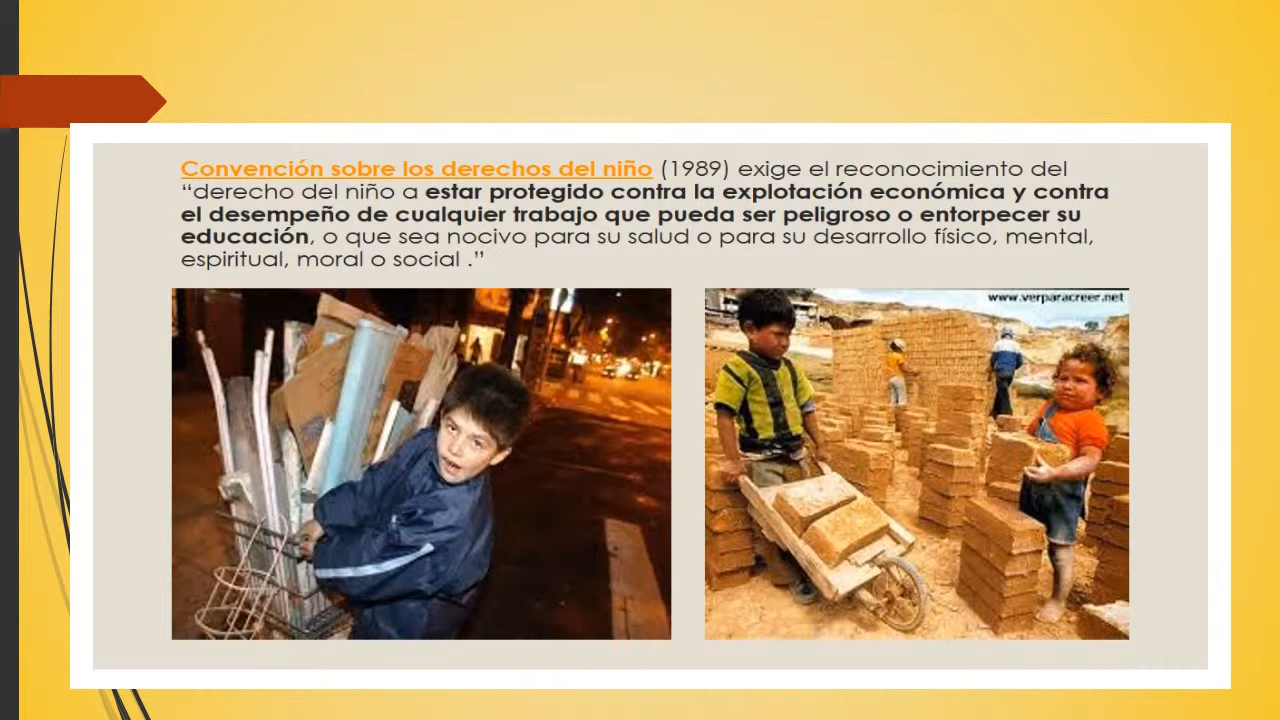 Convención sobre los derechos del niño (1989) exige el reconocimiento del
“derecho del niño a estar protegido contra la explotación económica y contra
el desempeño de cualquier trabajo que pueda ser peligroso o entorpecer su
educación, o que sea nocivo para su salud o para su desarrollo físico, mental,
espiritual, moral o social .”
www.verparacreer.net